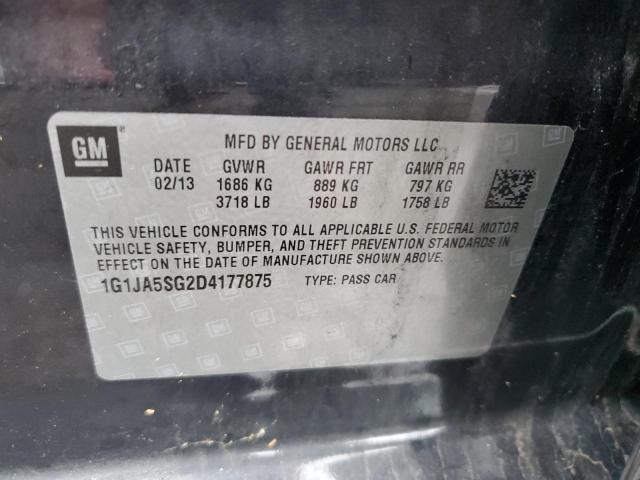 GM
MFD BY GENERAL MOTORS LLC
DATE GVWR GAWR FRT GAWR RR
02/13 1686 KG 889 KG 797 KG
3718 LB 1960 LB 1758 LB
THIS VEHICLE CONFORMS TO ALL APPLICABLE U.S. FEDERAL MOTOR
VEHICLE SAFETY, BUMPER, AND THEFT PREVENTION STANDARDS IN
EFFECT ON THE DATE OF MANUFACTURE SHOWN ABOVE.
1G1JA5SG2D4177875 TYPE: PASS CAR